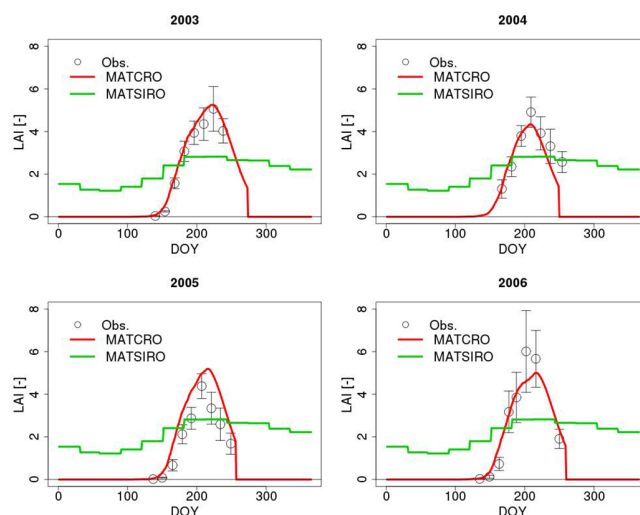 2003
8
6
4
2
0
LAI [-]
Obs.
MATCRO
MATSIRO
0 100 200 300
DOY
2004
8
6
4
2
0
LAI [-]
Obs.
MATCRO
MATSIRO
0 100 200 300
DOY
2005
8
6
4
2
0
LAI [-]
Obs.
MATCRO
MATSIRO
0 100 200 300
DOY
2006
8
6
4
2
0
LAI [-]
Obs.
MATCRO
MATSIRO
0 100 200 300
DOY